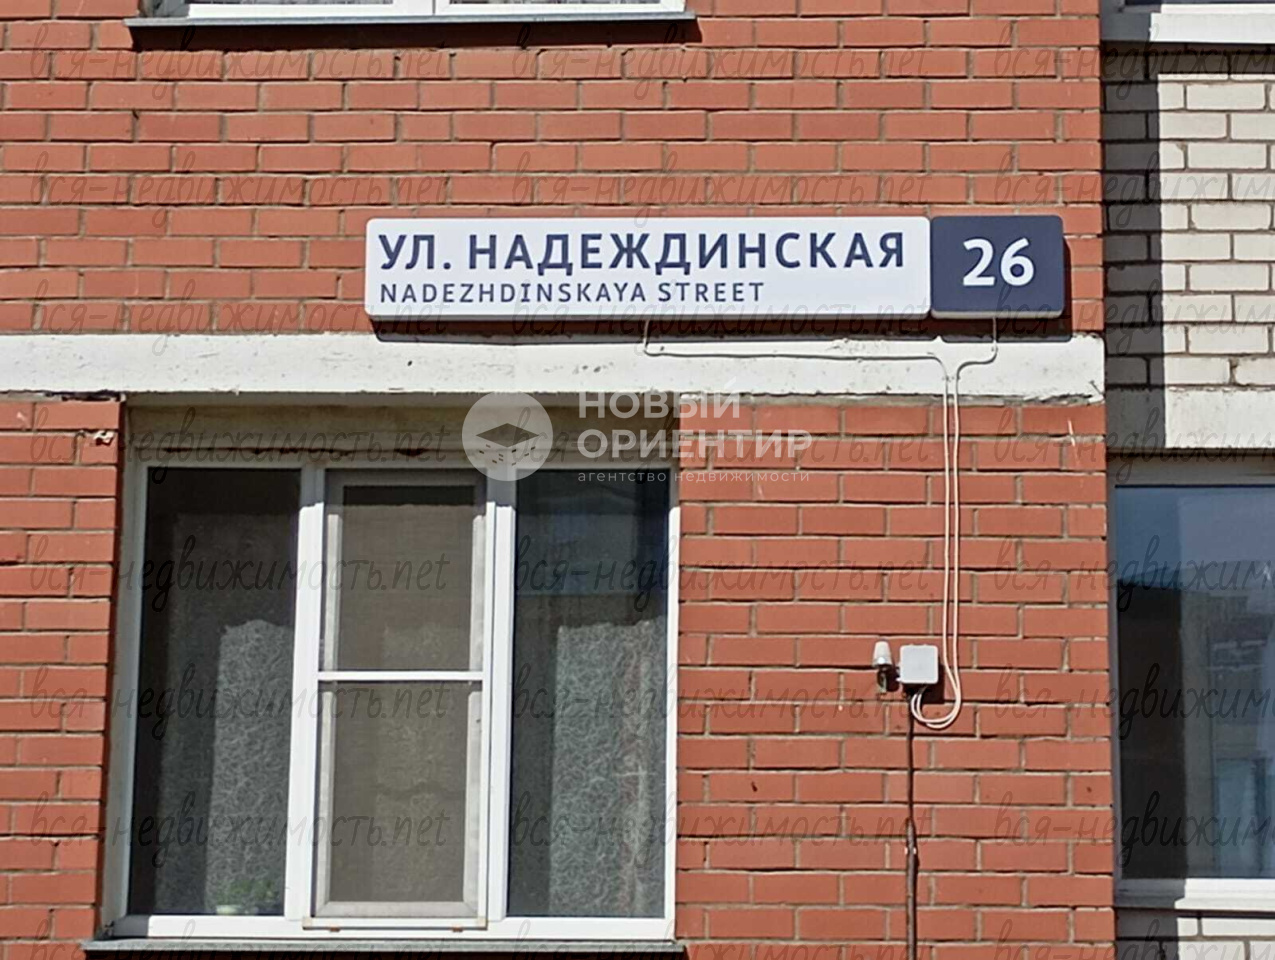 УЛ. НАДЕЖДИНСКАЯ 26
NADEZHDINSKAYA STREET
НОВЫЙ
ОРИЕНТИР
агентство недвижимости
вся-недвижимость.net